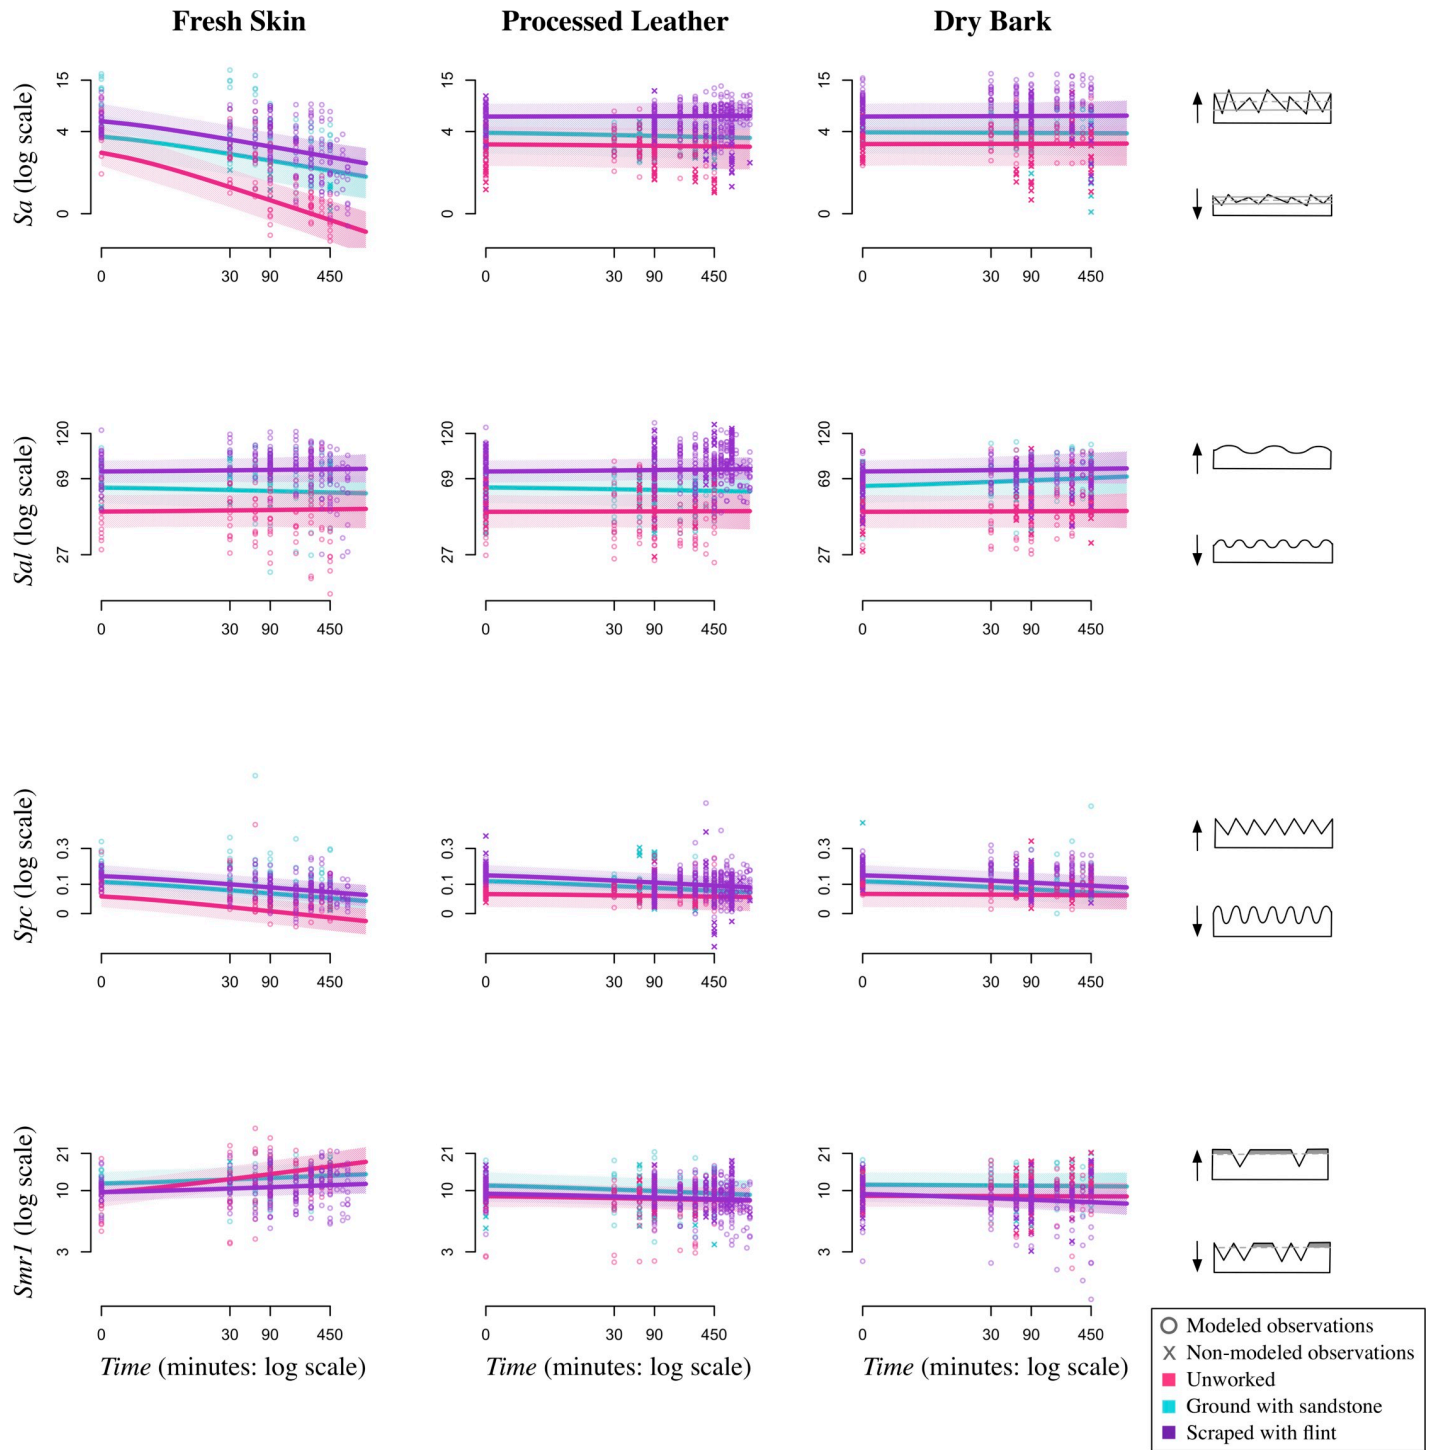 Fresh Skin Processed Leather Dry Bark
Sa (log scale)
15
4
0
15
4
0
15
4
0
0 30 90 450
0 30 90 450
0 30 90 450
Sal (log scale)
120
69
27
120
69
27
120
69
27
0 30 90 450
0 30 90 450
0 30 90 450
Spc (log scale)
0.3
0.1
0
0.3
0.1
0
0.3
0.1
0
0 30 90 450
0 30 90 450
0 30 90 450
Smr1 (log scale)
21
10
3
21
10
3
21
10
3
0 30 90 450
0 30 90 450
0 30 90 450
Time (minutes: log scale)
Time (minutes: log scale)
Time (minutes: log scale)
Modeled observations
X Non-modeled observations
Unworked
Ground with sandstone
Scraped with flint